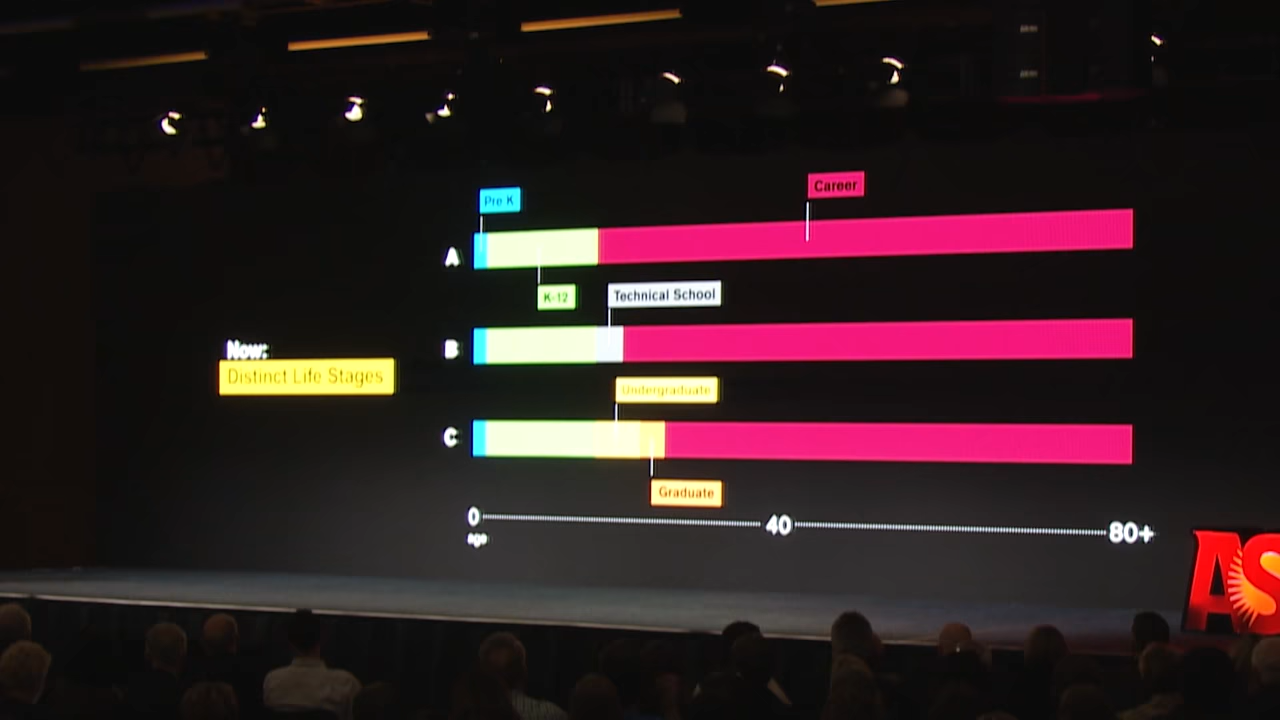 Pre K
Career
A
K-12
Technical School
B
Now:
Distinct Life Stages
Undergraduate
C
Graduate
0
40
80+
age
AS